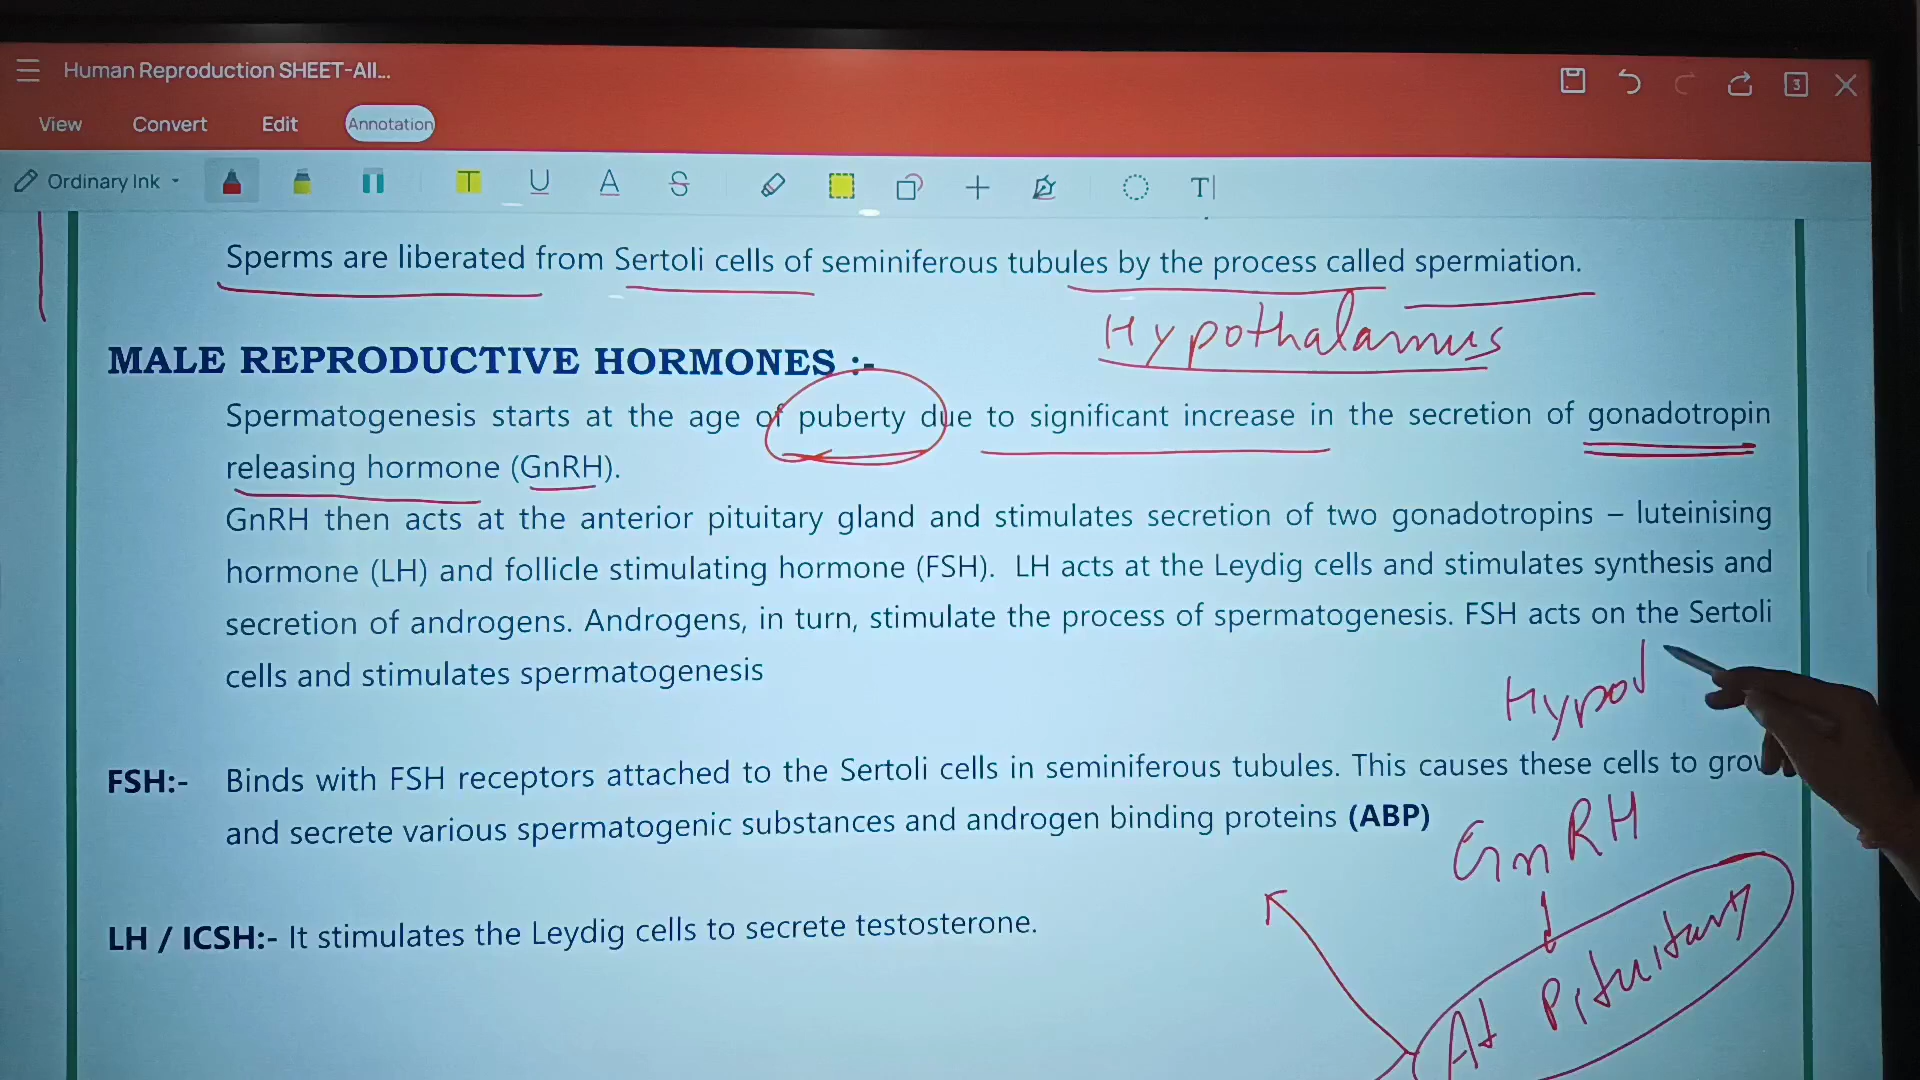 Human Reproduction SHEET-All...
View Convert Edit Annotation
Ordinary Ink
Sperms are liberated from Sertoli cells of seminiferous tubules by the process called spermiation.
Hypothalamus
MALE REPRODUCTIVE HORMONES :-
Spermatogenesis starts at the age of puberty due to significant increase in the secretion of gonadotropin
releasing hormone (GnRH).
GnRH then acts at the anterior pituitary gland and stimulates secretion of two gonadotropins – luteinising
hormone (LH) and follicle stimulating hormone (FSH). LH acts at the Leydig cells and stimulates synthesis and
secretion of androgens. Androgens, in turn, stimulate the process of spermatogenesis. FSH acts on the Sertoli
cells and stimulates spermatogenesis
Hypo
FSH:- Binds with FSH receptors attached to the Sertoli cells in seminiferous tubules. This causes these cells to grow
and secrete various spermatogenic substances and androgen binding proteins (ABP)
GnRH
LH / ICSH:- It stimulates the Leydig cells to secrete testosterone.
At Pituitary